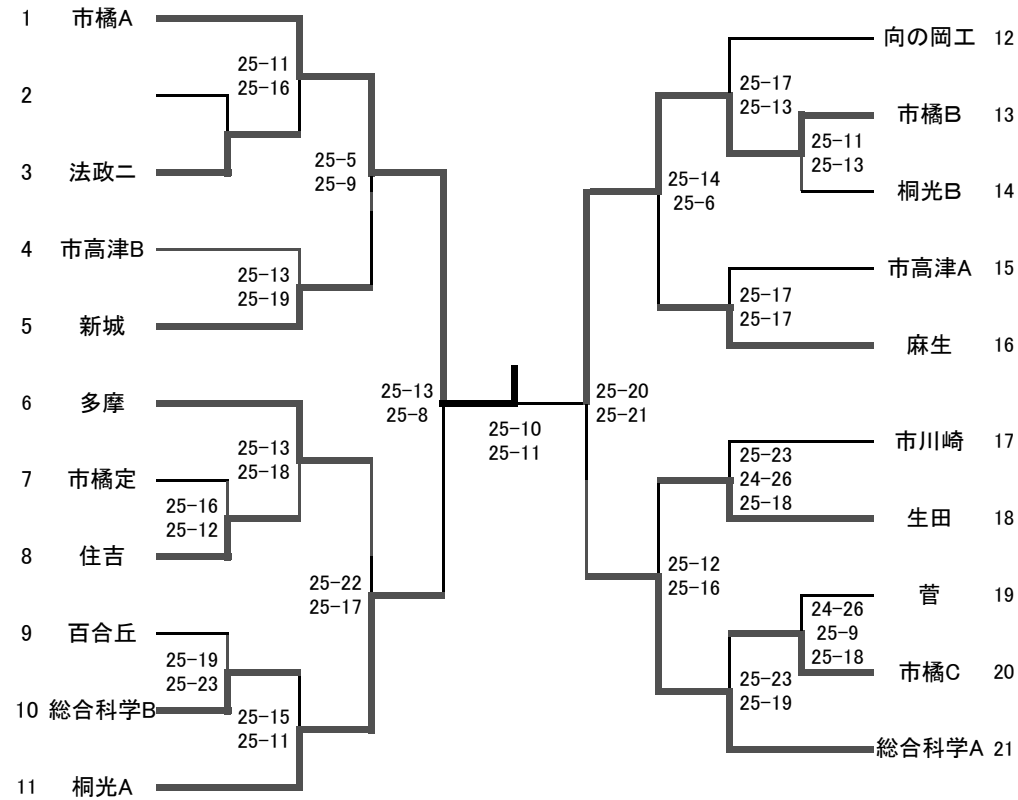 1 市橘A
2
3 法政二
4 市高津B
5 新城
6 多摩
7 市橘定
8 住吉
9 百合丘
10 総合科学B
11 桐光A
25-11
25-16
25-5
25-9
25-13
25-19
25-13
25-18
25-16
25-12
25-22
25-17
25-19
25-23
25-15
25-11
25-13
25-8
25-10
25-11
25-20
25-21
25-14
25-6
25-17
25-13
25-11
25-13
25-17
25-17
25-23
24-26
25-18
25-12
25-16
24-26
25-9
25-18
25-23
25-19
向の岡工 12
市橘B 13
桐光B 14
市高津A 15
麻生 16
市川崎 17
生田 18
菅 19
市橘C 20
総合科学A 21